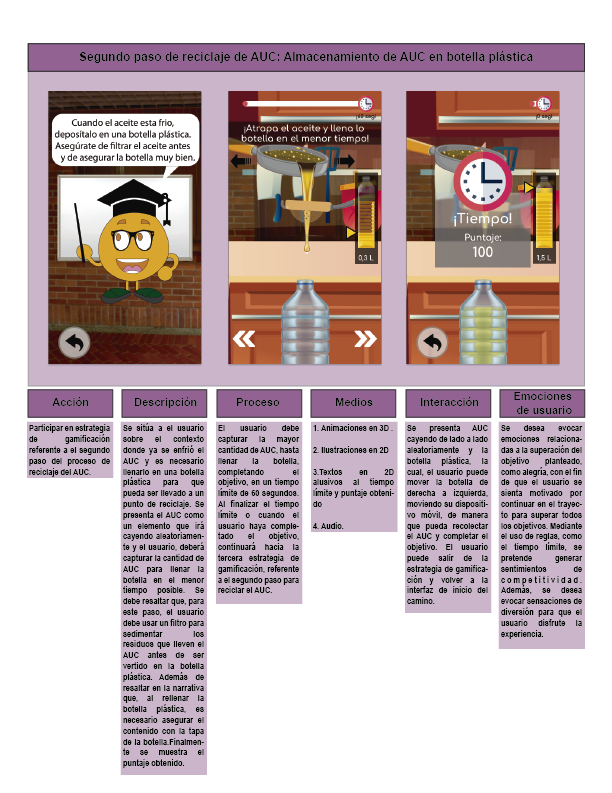 Segundo paso de reciclaje de AUC: Almacenamiento de AUC en botella plástica
Cuando el aceite esta frio,
deposítalo en una botella plástica.
Asegúrate de filtrar el aceite antes
y de asegurar la botella muy bien.
(60 seg)
¡Atrapa el aceite y llena lo
botella en el menor tiempo!
0,3 L
(0 seg)
¡Tiempo!
Puntaje:
100
1,5 L
Acción
Participar en estrategia
de gamificación
referente a el segundo
paso del proceso de
reciclaje del AUC.
Descripción
Se sitúa a el usuario
sobre el contexto
donde ya se enfrió el
AUC y es necesario
llenarlo en una botella
plástica para que
pueda ser llevado a un
punto de reciclaje. Se
presenta el AUC como
un elemento que irá
cayendo aleatoriamen-
te y el usuario, deberá
capturar la cantidad de
AUC para llenar la
botella en el menor
tiempo posible. Se
debe resaltar que, para
este paso, el usuario
debe usar un filtro para
sedimentar los
residuos que lleven el
AUC antes de ser
vertido en la botella
plástica. Además de
resaltar en la narrativa
que, al rellenar la
botella plástica, es
necesario asegurar el
contenido con la tapa
de la botella.Finalmen-
te se muestra el
puntaje obtenido.
Proceso
El usuario debe
capturar la mayor
cantidad de AUC, hasta
llenar la botella,
completando el
objetivo, en un tiempo
límite de 60 segundos.
Al finalizar el tiempo
límite o cuando el
usuario haya comple-
tado el objetivo,
continuará hacia la
tercera estrategia de
gamificación, referente
a el segundo paso para
reciclar el AUC.
Medios
1. Animaciones en 3D .
2. Ilustraciones en 2D
3.Textos en 2D
alusivos al tiempo
límite y puntaje obteni-
do
4. Audio.
Interacción
Se presenta AUC
cayendo de lado a lado
aleatoriamente y la
botella plástica, la
cual, el usuario puede
mover la botella de
derecha a izquierda,
moviendo su dispositi-
vo móvil, de manera
que pueda recolectar
el AUC y completar el
objetivo. El usuario
puede salir de la
estrategia de gamifica-
ción y volver a la
interfaz de inicio del
camino.
Emociones
de usuario
Se desea evocar
emociones relaciona-
das a la superación del
objetivo planteado,
como alegría, con el fin
de que el usuario se
sienta motivado por
continuar en el trayec-
to para superar todos
los objetivos. Mediante
el uso de reglas, como
el tiempo límite, se
pretende generar
sentimientos de
competitividad.
Además, se desea
evocar sensaciones de
diversión para que el
usuario disfrute la
experiencia.